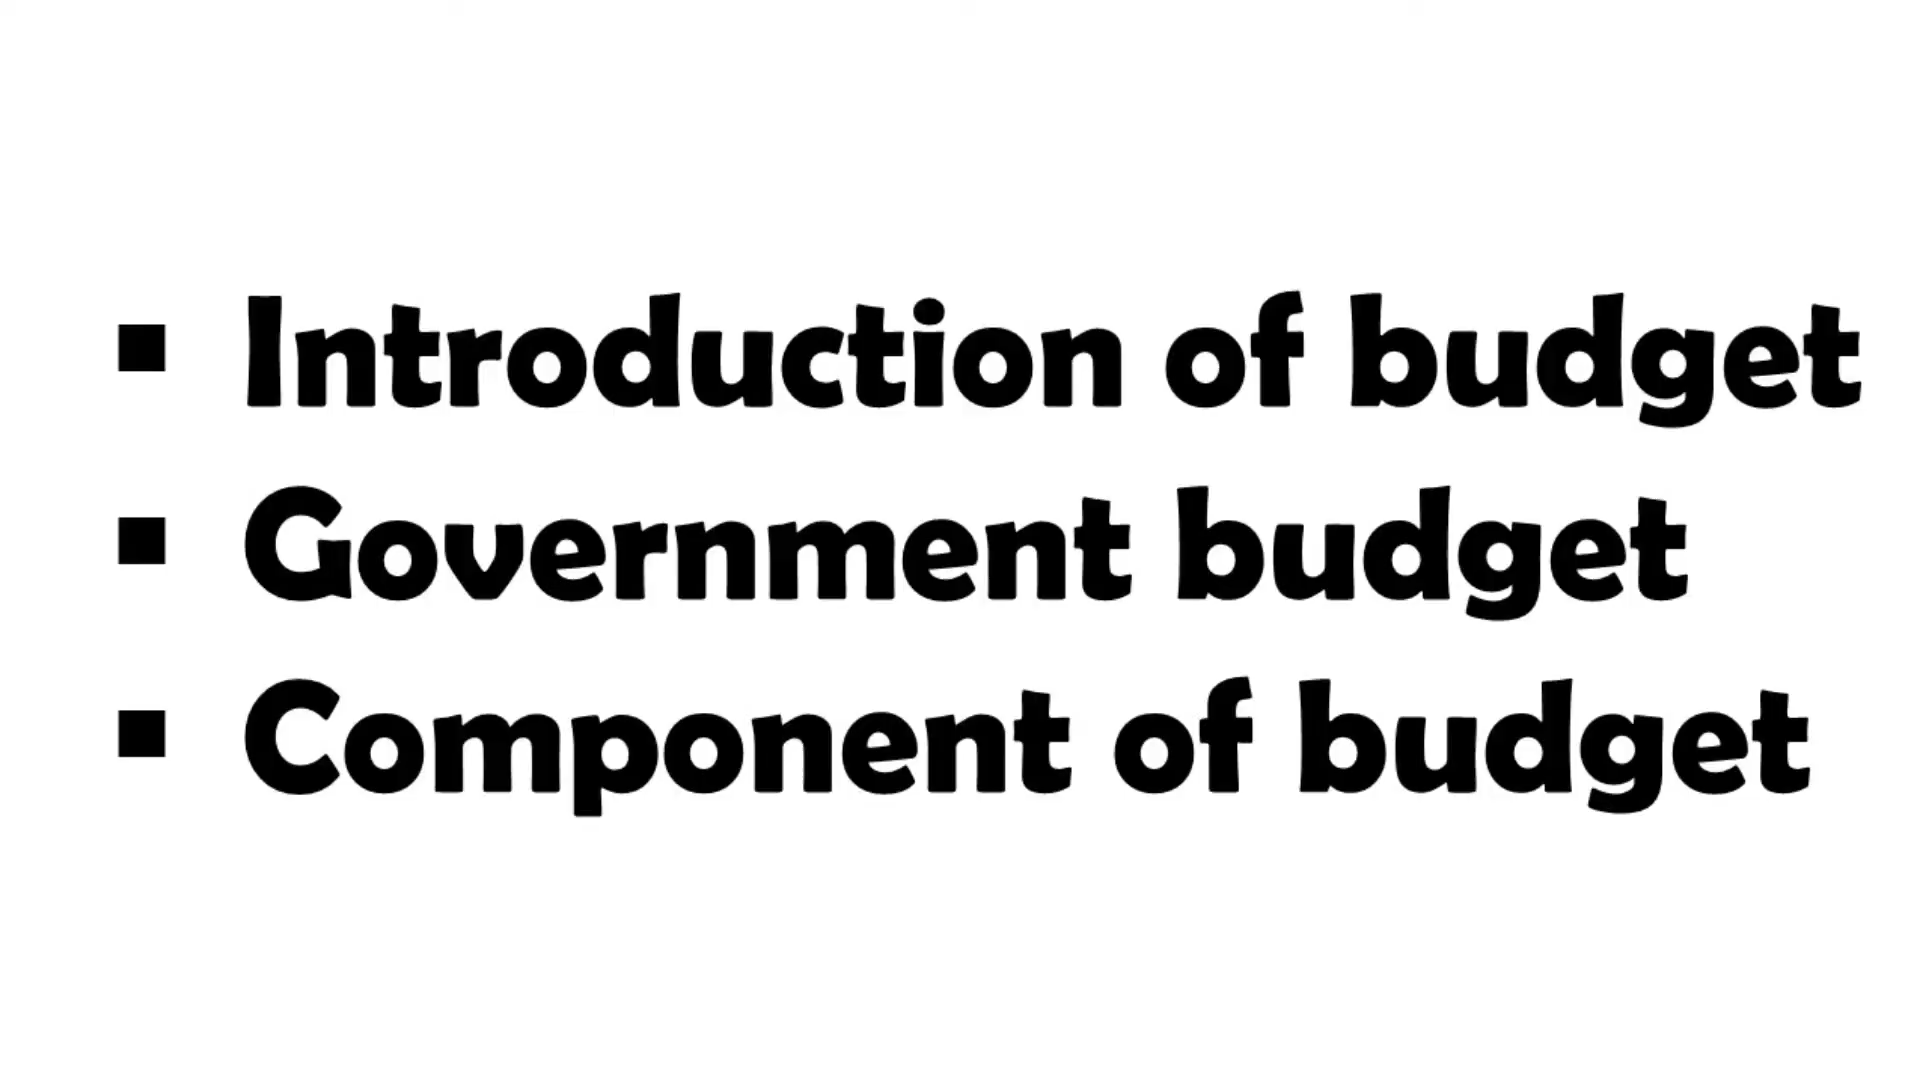 ▪ Introduction of budget
▪ Government budget
▪ Component of budget